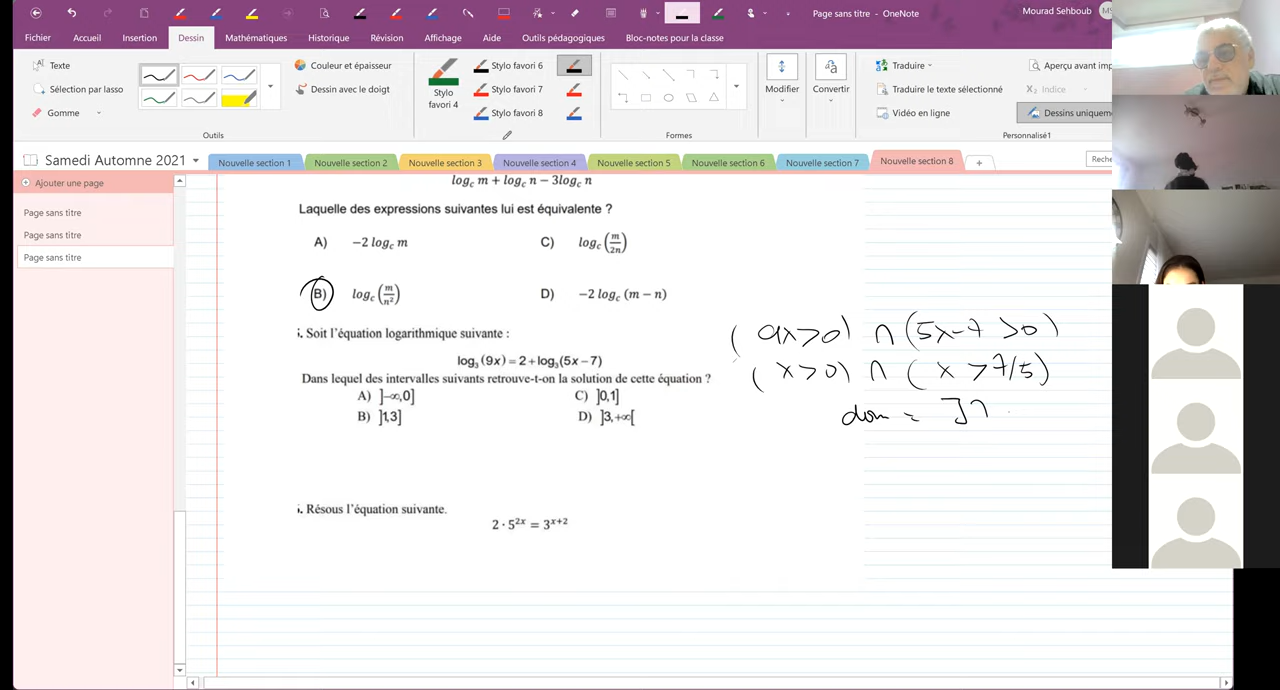 Page sans titre - OneNote
Mourad Sehboub
Fichier Accueil Insertion Dessin Mathématiques Historique Révision Affichage Aide Outils pédagogiques Bloc-notes pour la classe
Texte
Sélection par lasso
Gomme
Outils
Stylo favori 4
Couleur et épaisseur
Dessin avec le doigt
Stylo favori 6
Stylo favori 7
Stylo favori 8
Formes
Modifier
Convertir
Traduire
Traduire le texte sélectionné
Vidéo en ligne
Aperçu avant imp
Indice
Dessins uniqueme
Personnalisé1
Samedi Automne 2021
Nouvelle section 1 Nouvelle section 2 Nouvelle section 3 Nouvelle section 4 Nouvelle section 5 Nouvelle section 6 Nouvelle section 7 Nouvelle section 8 +
Reche
Ajouter une page
Page sans titre
Page sans titre
Page sans titre
log_c m + log_c n − 3log_c n
Laquelle des expressions suivantes lui est équivalente ?
A) −2 log_c m C) log_c (m/2n)
B) log_c (m/n²) D) −2 log_c (m − n)
. Soit l'équation logarithmique suivante :
log₃ (9x) = 2 + log₃(5x − 7)
Dans lequel des intervalles suivants retrouve-t-on la solution de cette équation ?
A) ]−∞,0] C) ]0,1]
B) ]1,3] D) ]3,+∞[
. Résous l'équation suivante.
2 · 5^{2x} = 3^{x+2}
(9x>0) ∩ (5x-7>0)
(x>0) ∩ (x>7/5)
dom = ]7